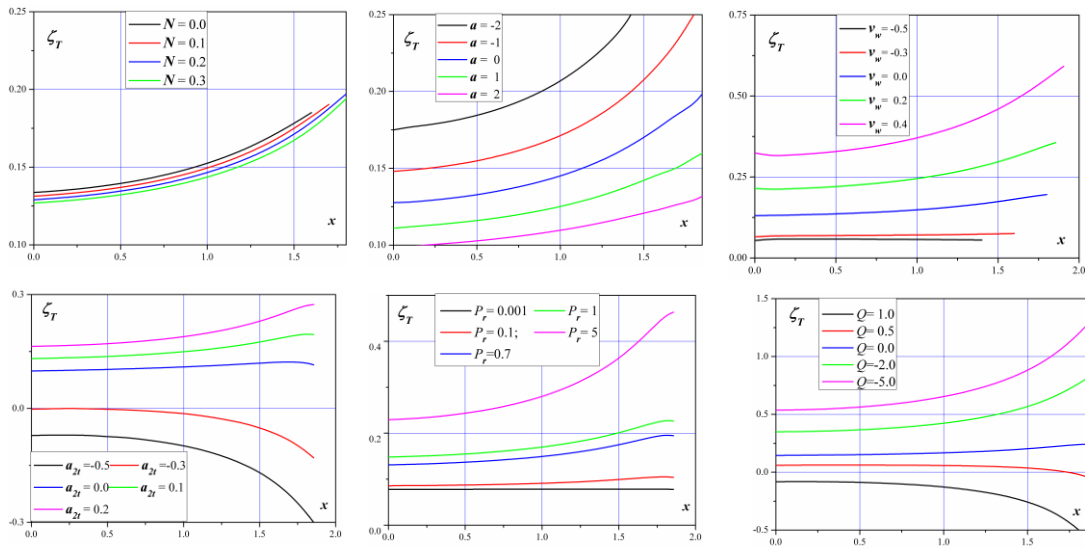 0.25
ζT
N = 0.0
N = 0.1
N = 0.2
N = 0.3
0.20
0.15
x
0.10
0.0 0.5 1.0 1.5
0.25
ζT
a = -2
a = -1
a = 0
a = 1
a = 2
0.20
0.15
x
0.10
0.0 0.5 1.0 1.5
0.75
ζT
vw= -0.5
vw= -0.3
vw= 0.0
vw= 0.2
vw= 0.4
0.50
0.25
x
0.00
0.0 0.5 1.0 1.5 2.0
0.3
ζT
0.0
a2t =-0.5 a2t =-0.3
a2t = 0.0 a2t = 0.1
a2t = 0.2
x
-0.3
0.0 0.5 1.0 1.5 2.0
ζT
Pr = 0.001 Pr = 1
Pr = 0.1; Pr = 5
Pr =0.7
0.4
0.2
x
0.0
0.0 0.5 1.0 1.5 2.0
1.5
ζT
Q= 1.0
Q= 0.5
Q= 0.0
Q=-2.0
Q=-5.0
1.0
0.5
0.0
x
-0.5
0.0 0.5 1.0 1.5